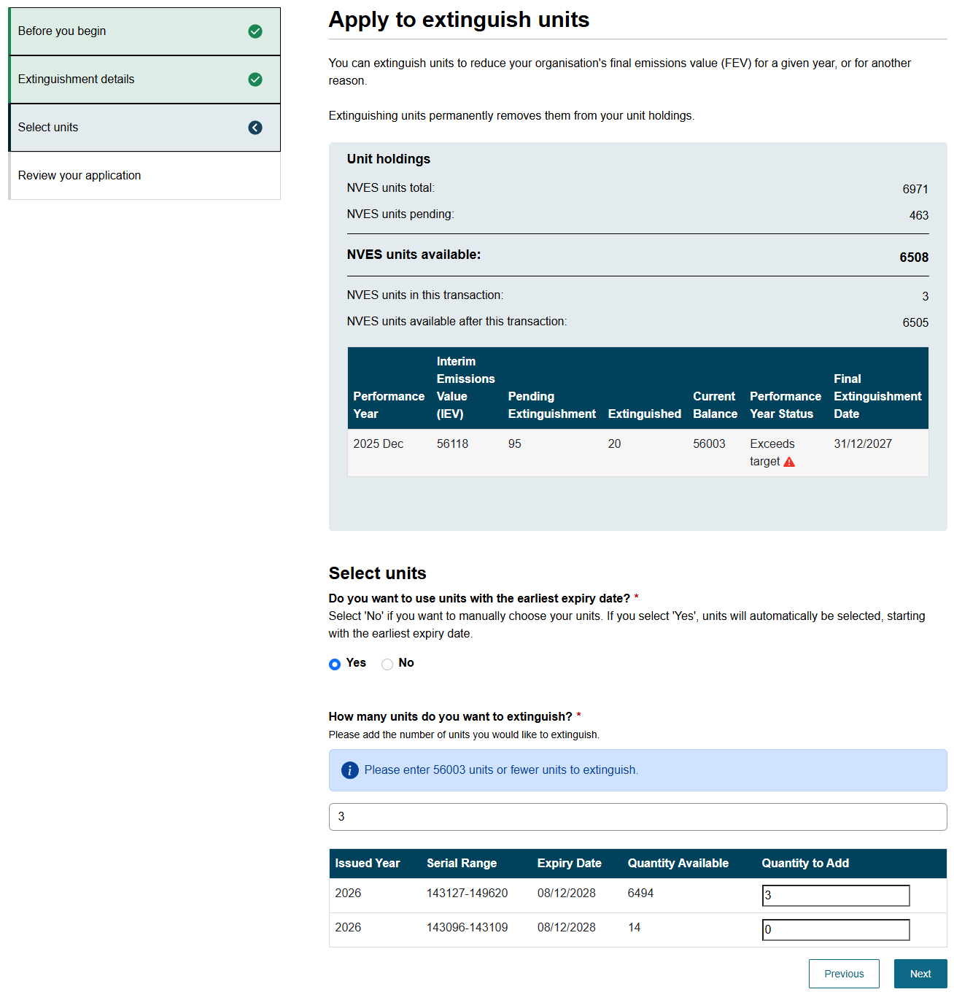 Before you begin
Extinguishment details
Select units
Review your application
Apply to extinguish units
You can extinguish units to reduce your organisation's final emissions value (FEV) for a given year, or for another
reason.
Extinguishing units permanently removes them from your unit holdings.
Unit holdings
NVES units total: 6971
NVES units pending: 463
NVES units available: 6508
NVES units in this transaction: 3
NVES units available after this transaction: 6505
Interim
Emissions Final
Performance Value Pending Current Performance Extinguishment
Year (IEV) Extinguishment Extinguished Balance Year Status Date
2025 Dec 56118 95 20 56003 Exceeds 31/12/2027
target
Select units
Do you want to use units with the earliest expiry date? *
Select 'No' if you want to manually choose your units. If you select 'Yes', units will automatically be selected, starting
with the earliest expiry date.
Yes No
How many units do you want to extinguish? *
Please add the number of units you would like to extinguish.
Please enter 56003 units or fewer units to extinguish.
3
Issued Year Serial Range Expiry Date Quantity Available Quantity to Add
2026 143127-149620 08/12/2028 6494 3
2026 143096-143109 08/12/2028 14 0
Previous Next